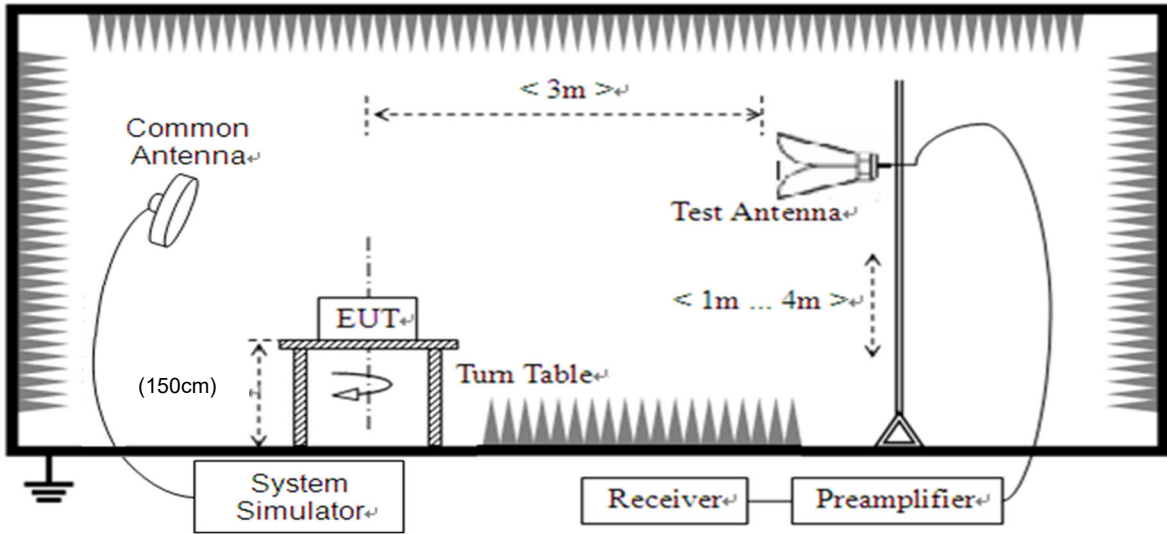 < 3m >↵
Common
Antenna↵
Test Antenna↵
< 1m ... 4m >↵
EUT↵
(150cm)
↵
Turn Table↵
System
Simulator↵
Receiver↵
Preamplifier↵